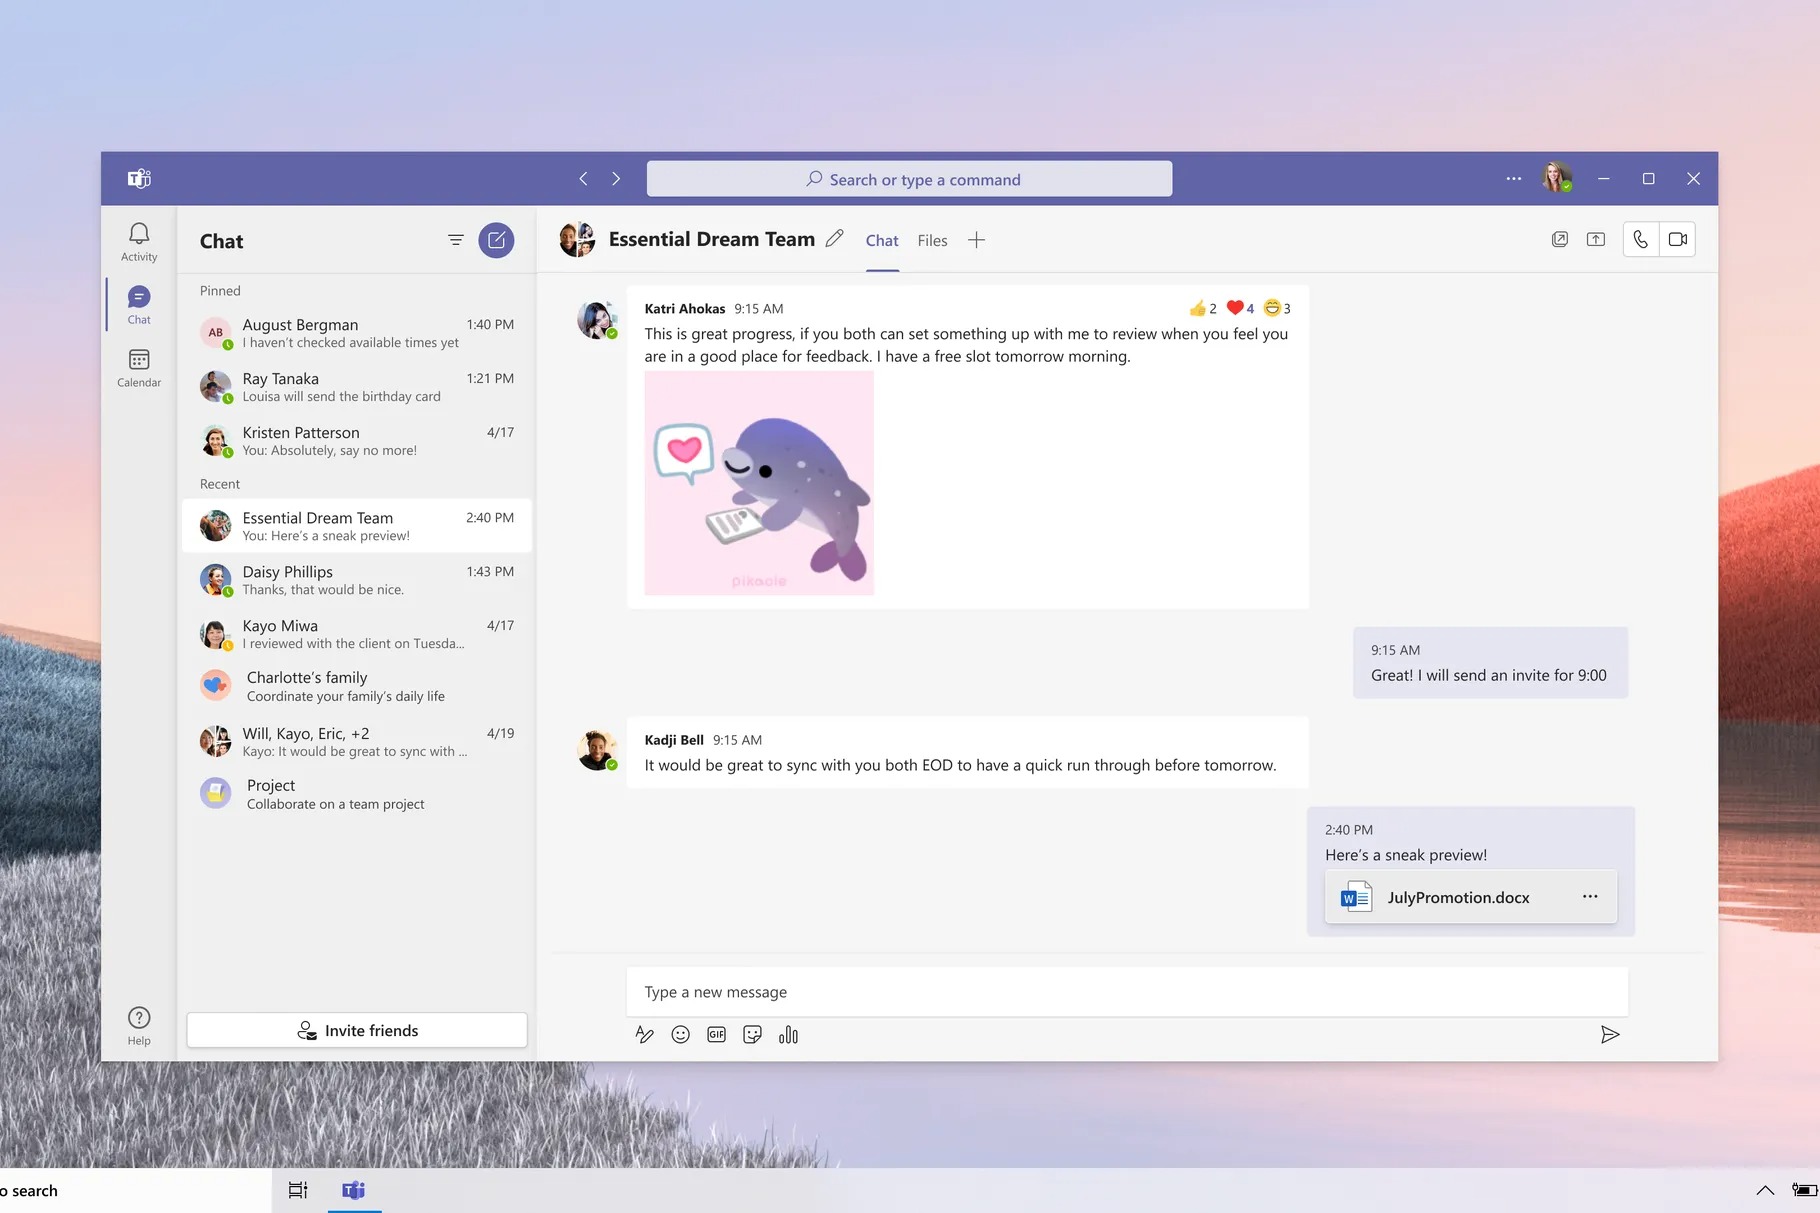 Search or type a command
Activity
Chat
Calendar
Help
Chat
Pinned
AB
August Bergman 1:40 PM
I haven’t checked available times yet
Ray Tanaka 1:21 PM
Louisa will send the birthday card
Kristen Patterson 4/17
You: Absolutely, say no more!
Recent
Essential Dream Team 2:40 PM
You: Here’s a sneak preview!
Daisy Phillips 1:43 PM
Thanks, that would be nice.
Kayo Miwa 4/17
I reviewed with the client on Tuesda...
Charlotte’s family
Coordinate your family’s daily life
Will, Kayo, Eric, +2 4/19
Kayo: It would be great to sync with ...
Project
Collaborate on a team project
Invite friends
Essential Dream Team Chat Files
Katri Ahokas 9:15 AM 2 4 3
This is great progress, if you both can set something up with me to review when you feel you
are in a good place for feedback. I have a free slot tomorrow morning.
pikaole
9:15 AM
Great! I will send an invite for 9:00
Kadji Bell 9:15 AM
It would be great to sync with you both EOD to have a quick run through before tomorrow.
2:40 PM
Here’s a sneak preview!
W JulyPromotion.docx
Type a new message
GIF
o search